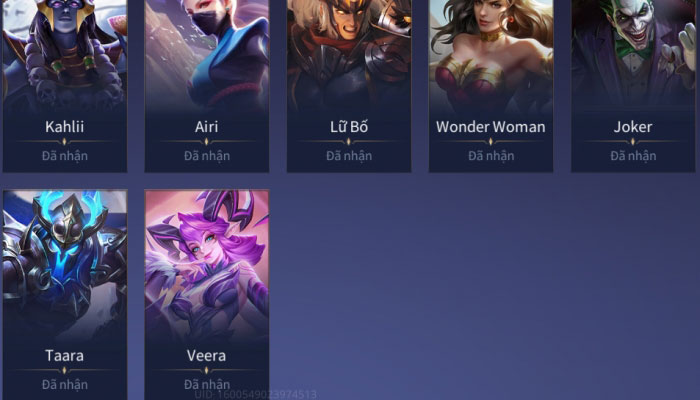 Kahlii
Airi
Lữ Bố
Wonder Woman
Joker
Đã nhận
Đã nhận
Đã nhận
Đã nhận
Đã nhận
Taara
Veera
Đã nhận
Đã nhận
UID: 1600549023974513